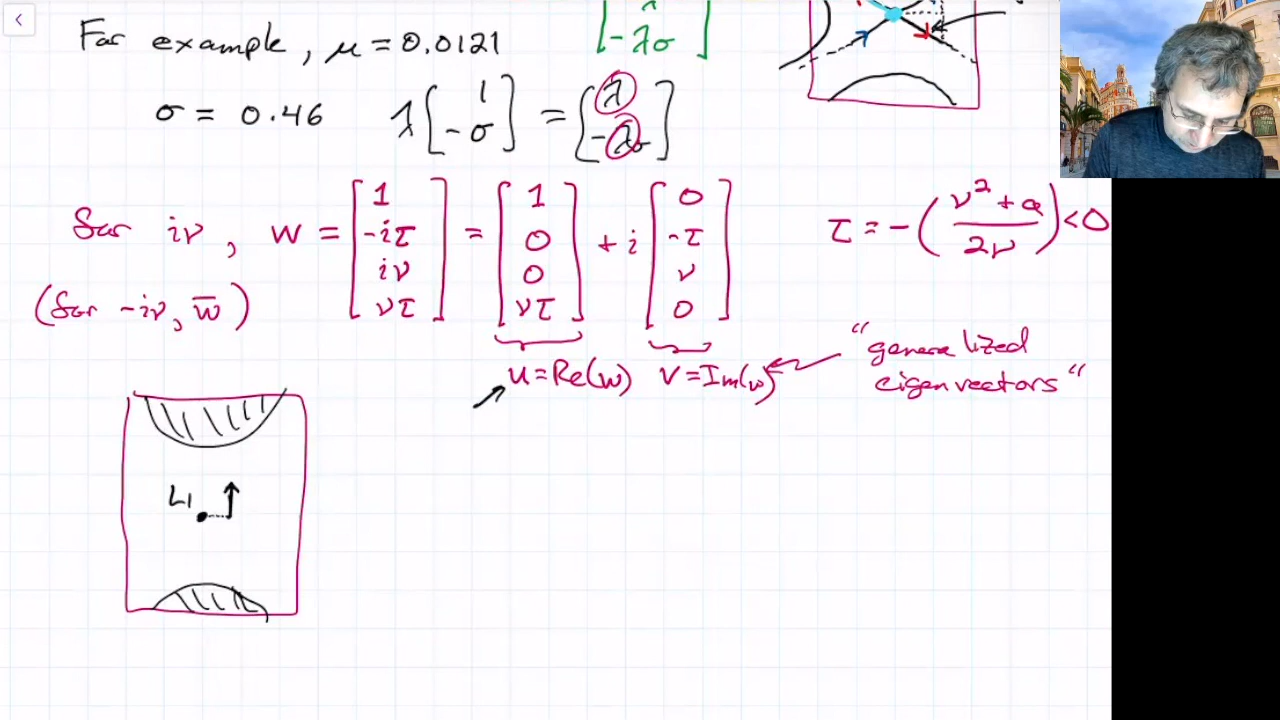 For example, μ = 0.0121
[ λ -λσ ]
σ = 0.46 λ [ 1 -σ ] = [ λ -λσ ]
for iν, w = [ 1 -iτ iν ντ ] = [ 1 0 0 ντ ] + i [ 0 -τ ν 0 ] τ = -( ν² + a / 2ν ) < 0
(for -iν, w̅ )
u = Re(w) v = Im(w) "generalized
eigenvectors"
L1